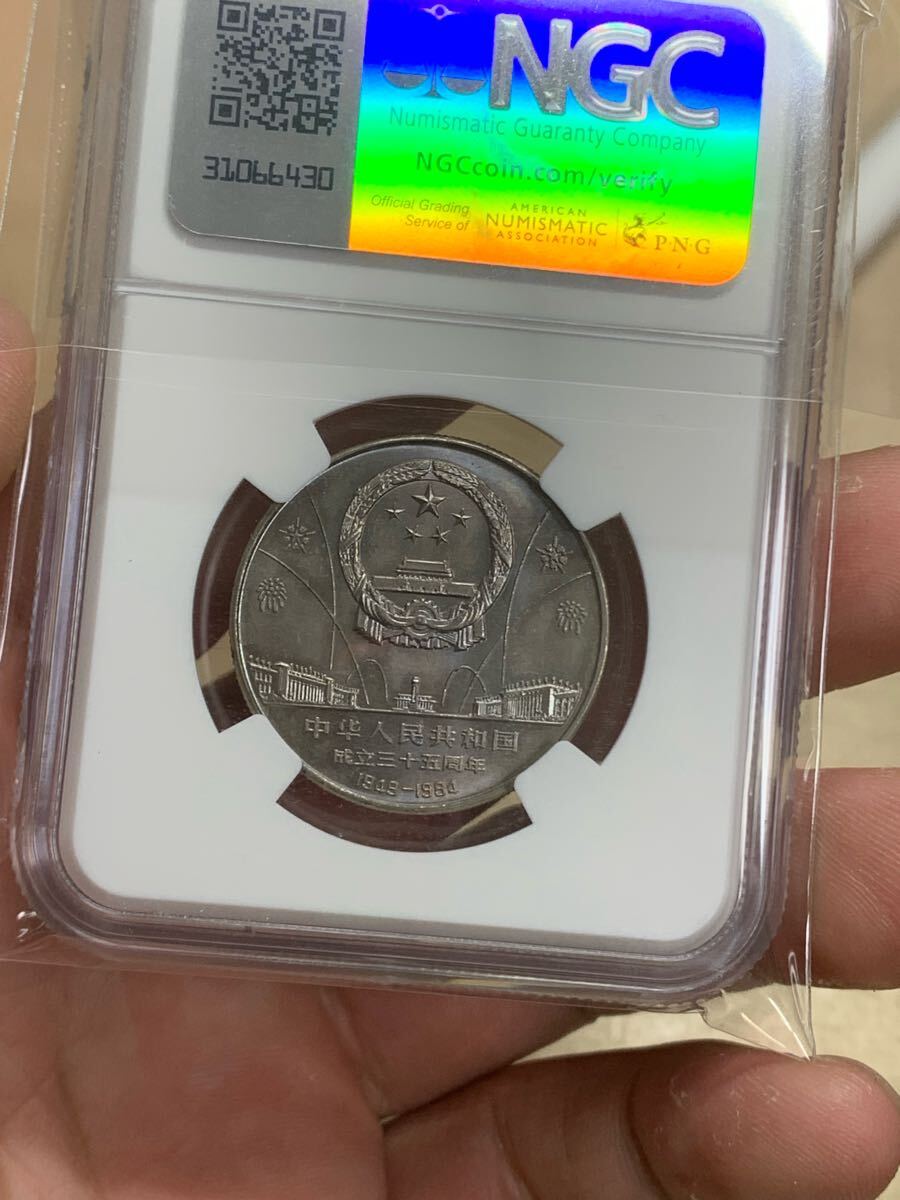 NGC
Numismatic Guaranty Company
NGCcoin.com/verify
31066430
Official Grading
Service of
AMERICAN
NUMISMATIC
ASSOCIATION
P·N·G
中华人民共和国
成立三十五周年
1949-1984